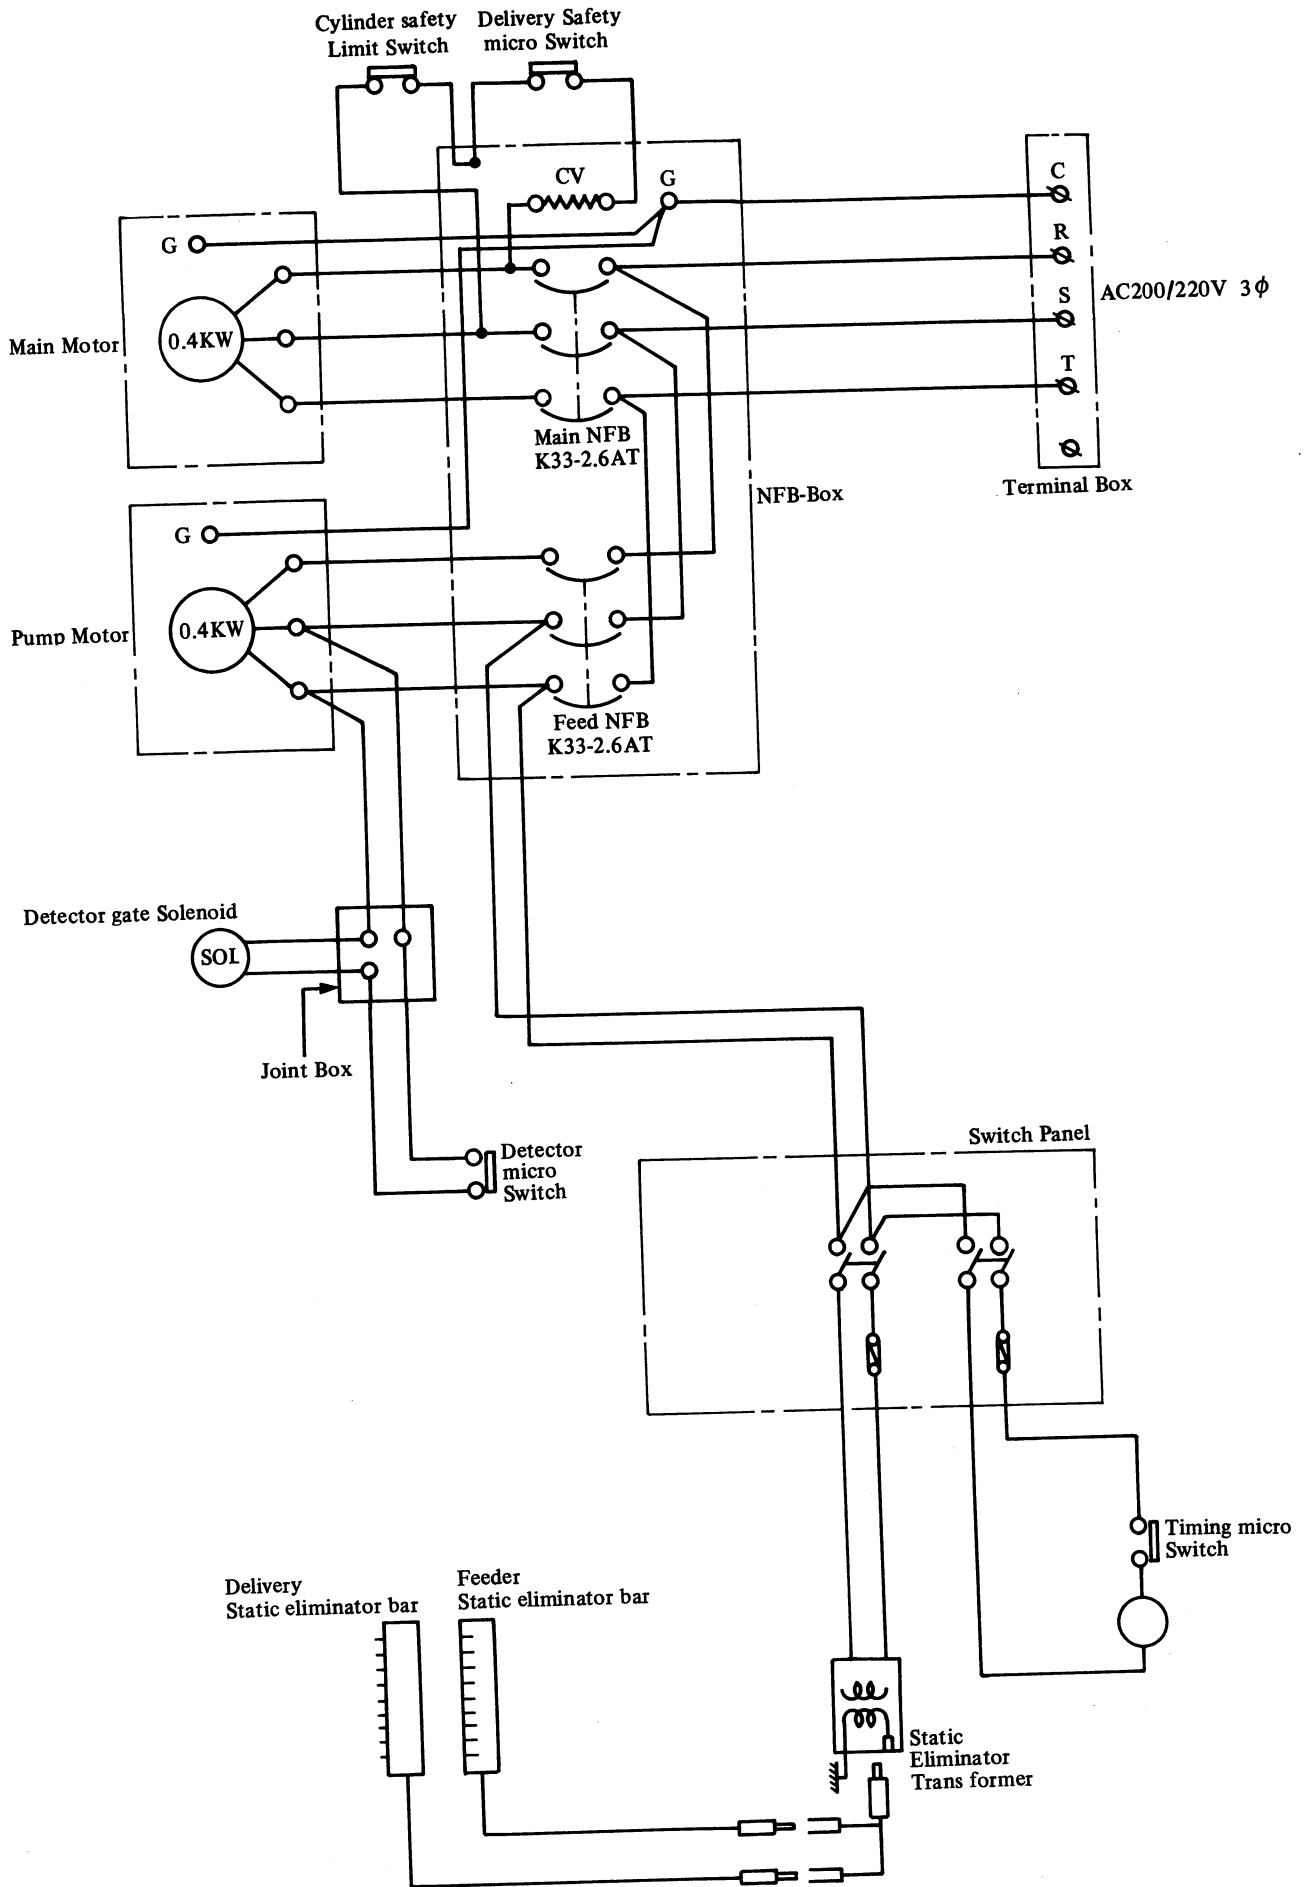 Cylinder safety
Limit Switch
Delivery Safety
micro Switch
CV
G
C
G
R
AC200/220V 3ϕ
S
Main Motor
0.4KW
T
Main NFB
K33-2.6AT
NFB-Box
Terminal Box
G
Pump Motor
0.4KW
Feed NFB
K33-2.6AT
Detector gate Solenoid
SOL
Joint Box
Switch Panel
Detector
micro
Switch
Timing micro
Switch
Delivery
Static eliminator bar
Feeder
Static eliminator bar
Static
Eliminator
Trans former